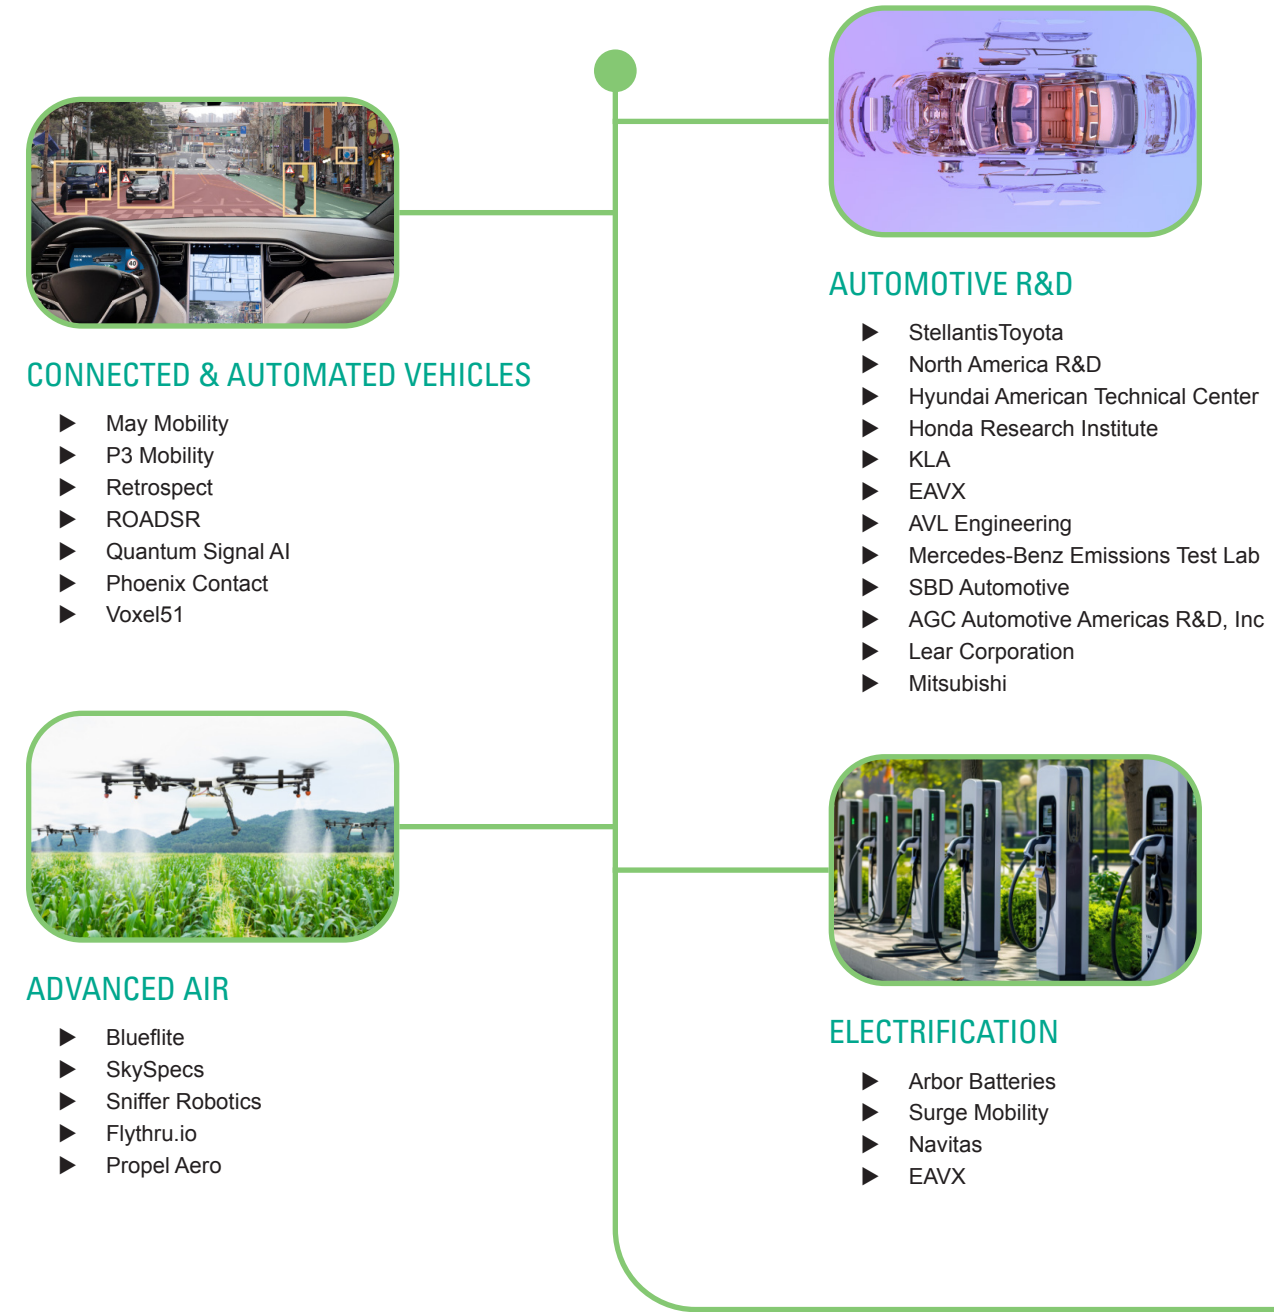 CONNECTED & AUTOMATED VEHICLES
May Mobility
P3 Mobility
Retrospect
ROADSR
Quantum Signal AI
Phoenix Contact
Voxel51
ADVANCED AIR
Blueflite
SkySpecs
Sniffer Robotics
Flythru.io
Propel Aero
AUTOMOTIVE R&D
StellantisToyota
North America R&D
Hyundai American Technical Center
Honda Research Institute
KLA
EAVX
AVL Engineering
Mercedes-Benz Emissions Test Lab
SBD Automotive
AGC Automotive Americas R&D, Inc
Lear Corporation
Mitsubishi
ELECTRIFICATION
Arbor Batteries
Surge Mobility
Navitas
EAVX